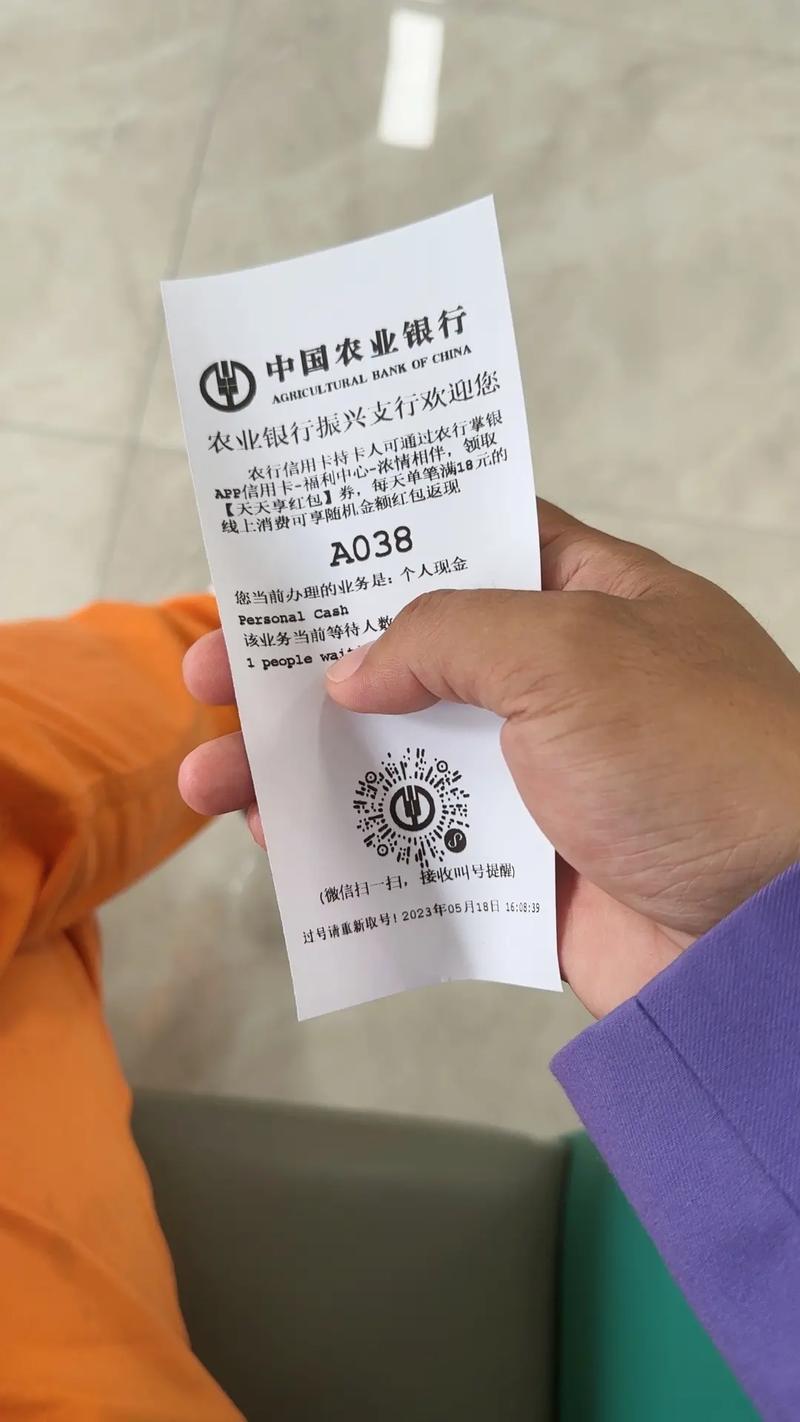 中国农业银行
AGRICULTURAL BANK OF CHINA
农业银行振兴支行欢迎您
农行信用卡持卡人可通过农行掌银
APP信用卡-福利中心-浓情相伴，领取
【天天享红包】券，每天单笔满18元的
线上消费可享随机金额红包返现
A038
您当前办理的业务是：个人现金
Personal Cash
该业务当前等待人数
1 people
(微信扫一扫，接收叫号提醒)
过号请重新取号！2023年05月18日 16:08:39